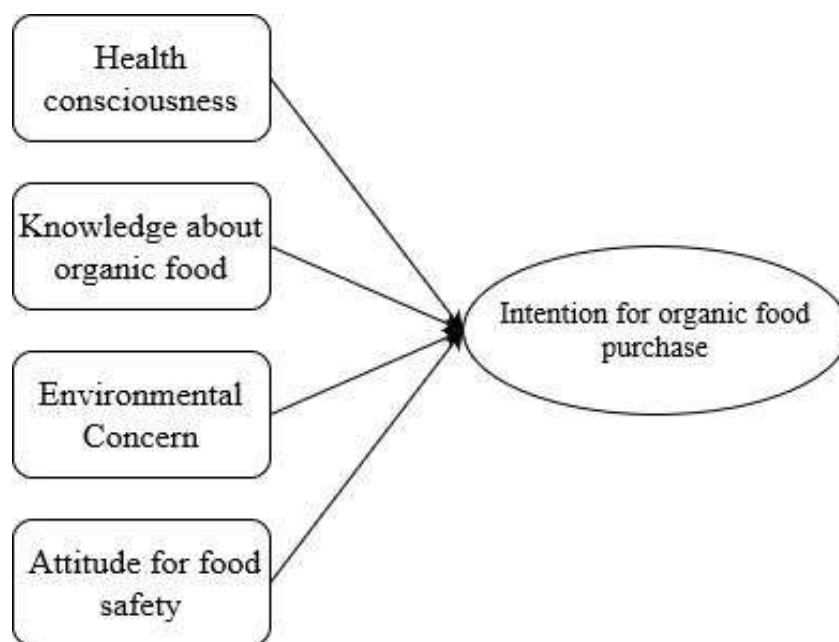 Health
consciousness
Knowledge about
organic food
Environmental
Concern
Attitude for food
safety
Intention for organic food
purchase